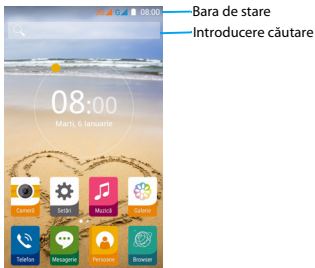 3G G 08:00
Bara de stare
Introducere căutare
08:00
Marți, 6 Ianuarie
Cameră Setări Muzică Galerie
Telefon Mesagerie Persoane Browser